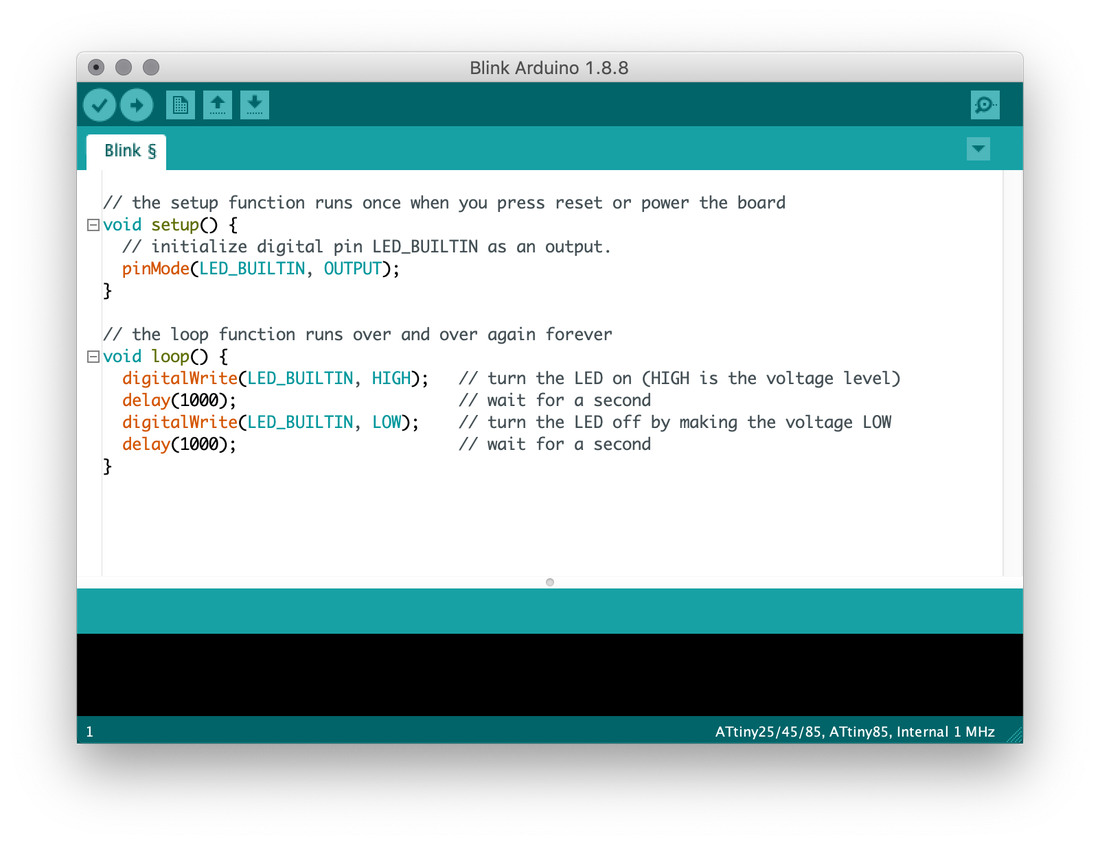 Blink Arduino 1.8.8
Blink §
// the setup function runs once when you press reset or power the board
void setup() {
  // initialize digital pin LED_BUILTIN as an output.
  pinMode(LED_BUILTIN, OUTPUT);
}
// the loop function runs over and over again forever
void loop() {
  digitalWrite(LED_BUILTIN, HIGH);   // turn the LED on (HIGH is the voltage level)
  delay(1000);                       // wait for a second
  digitalWrite(LED_BUILTIN, LOW);    // turn the LED off by making the voltage LOW
  delay(1000);                       // wait for a second
}
1 ATtiny25/45/85, ATtiny85, Internal 1 MHz